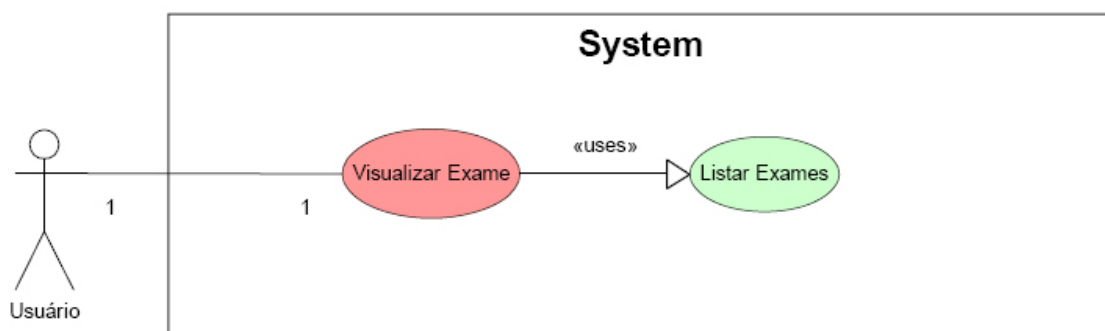 System
«uses»
Visualizar Exame
Listar Exames
1
1
Usuário